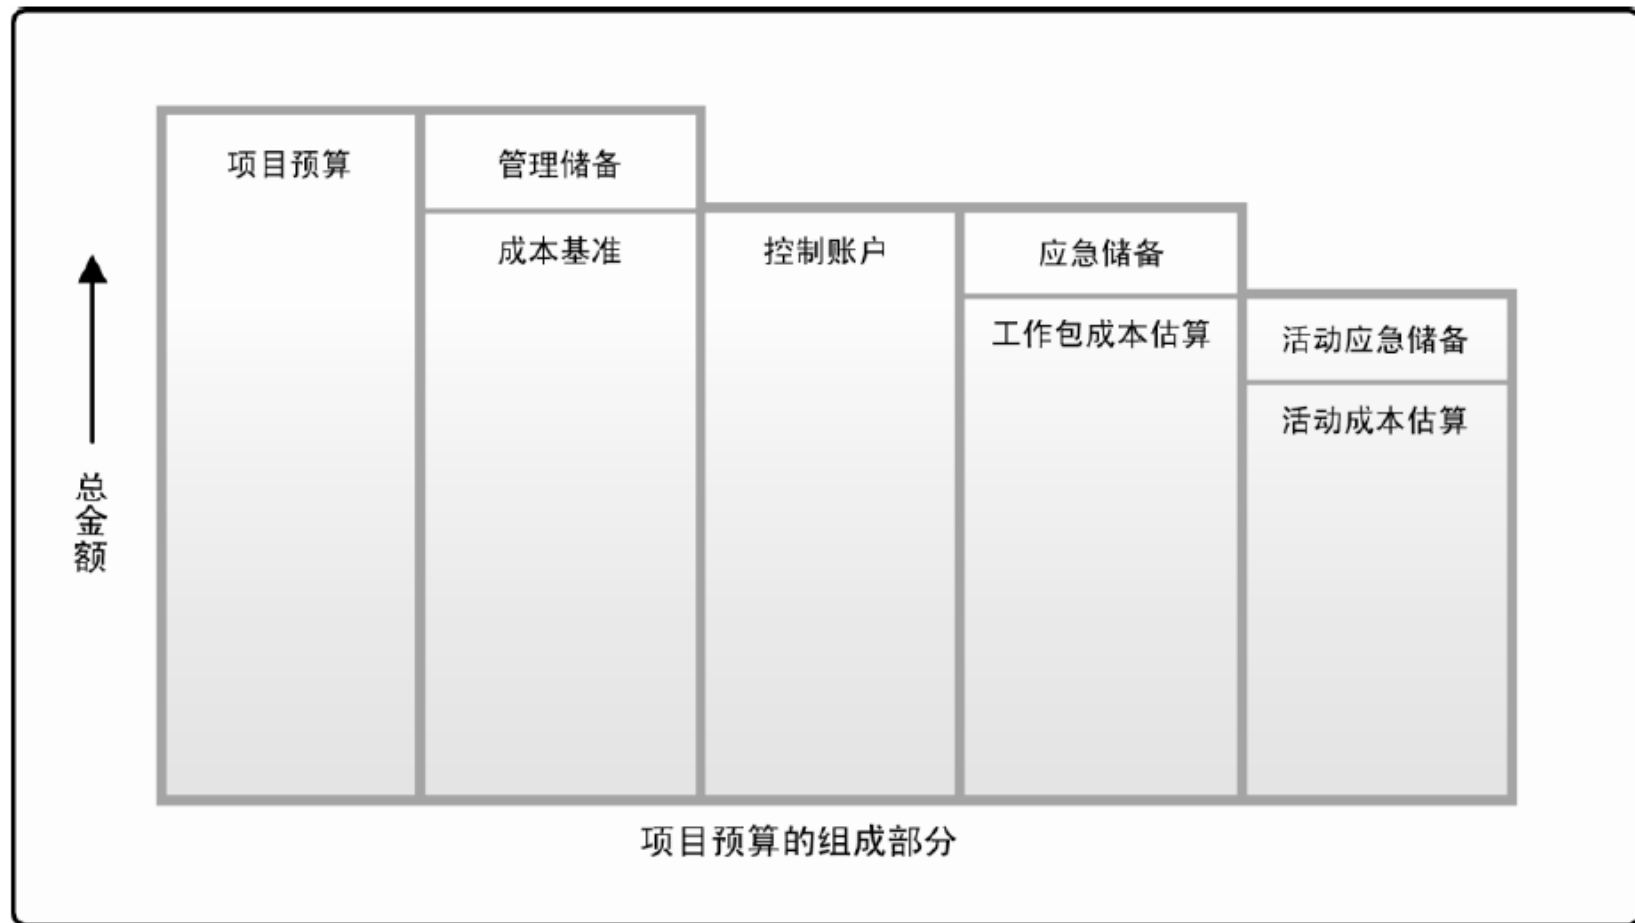 项目预算
管理储备
成本基准
控制账户
应急储备
工作包成本估算
活动应急储备
活动成本估算
总金额
项目预算的组成部分